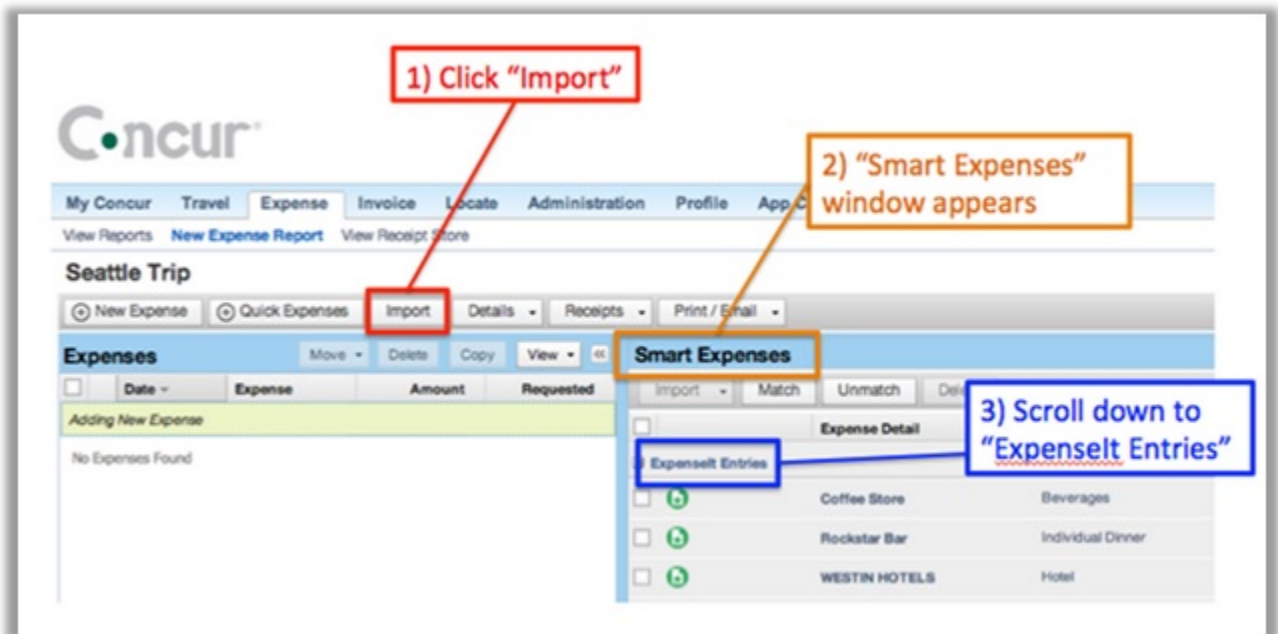 1) Click “Import”
Concur
2) “Smart Expenses”
window appears
My Concur Travel Expense Invoice Locate Administration Profile App
View Reports New Expense Report View Receipt Store
Seattle Trip
New Expense Quick Expenses Import Details Receipts Print / Email
Expenses Move Delete Copy View Smart Expenses
Date Expense Amount Requested Import Match Unmatch
3) Scroll down to
“ExpenseIt Entries”
Adding New Expense Expense Detail
No Expenses Found ExpenseIt Entries
Coffee Store Beverages
Rockstar Bar Individual Dinner
WESTIN HOTELS Hotel